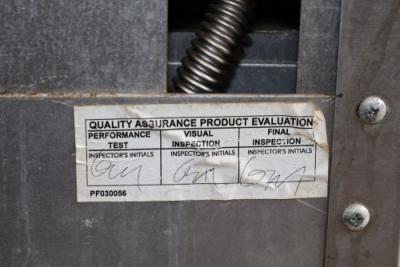 QUALITY ASSURANCE PRODUCT EVALUATION
PERFORMANCE TEST
VISUAL INSPECTION
FINAL INSPECTION
INSPECTOR'S INITIALS
INSPECTOR'S INITIALS
INSPECTOR'S INITIALS
PF030056